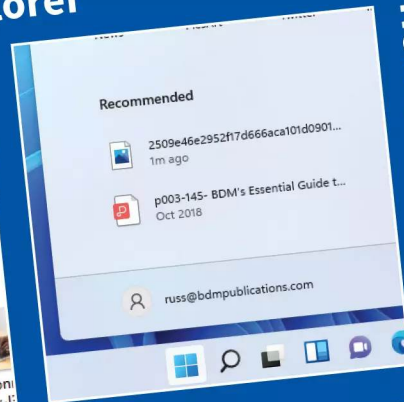 Recommended
2509e46e2952f17d666aca101d0901...
1m ago
p003-145- BDM's Essential Guide t...
Oct 2018
russ@bdmpublications.com